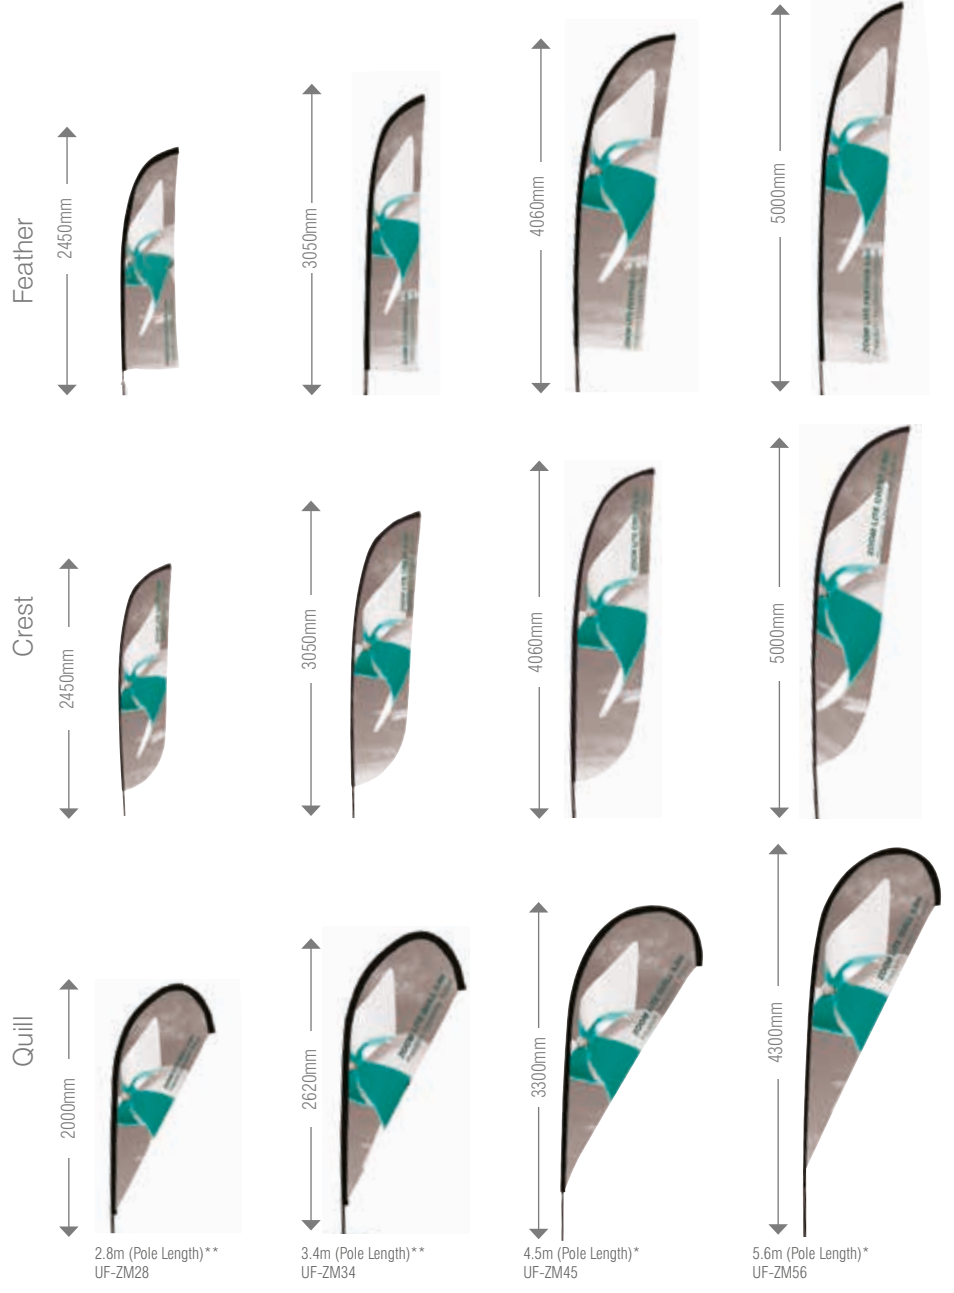 Feather
2450mm
3050mm
4060mm
5000mm
Crest
2450mm
3050mm
4060mm
5000mm
Quill
2000mm
2620mm
3300mm
4300mm
2.8m (Pole Length)**
UF-ZM28
3.4m (Pole Length)**
UF-ZM34
4.5m (Pole Length)*
UF-ZM45
5.6m (Pole Length)*
UF-ZM56